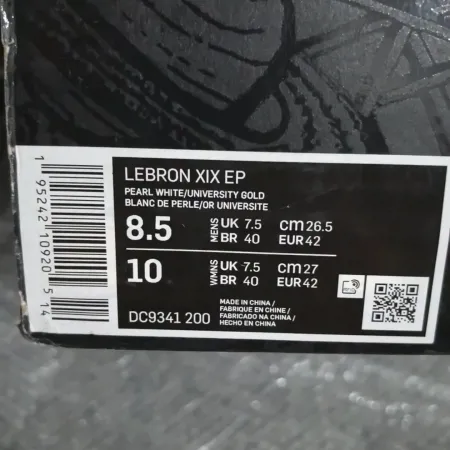 LEBRON XIX EP
PEARL WHITE/UNIVERSITY GOLD
BLANC DE PERLE/OR UNIVERSITE
8.5 MENS UK 7.5 cm 26.5
BR 40 EUR 42
10 WMNS UK 7.5 cm 27
BR 40 EUR 42
MADE IN CHINA /
FABRIQUE EN CHINE /
FABRICADO NA CHINA /
HECHO EN CHINA
DC9341 200
1 95242 10920 5 14